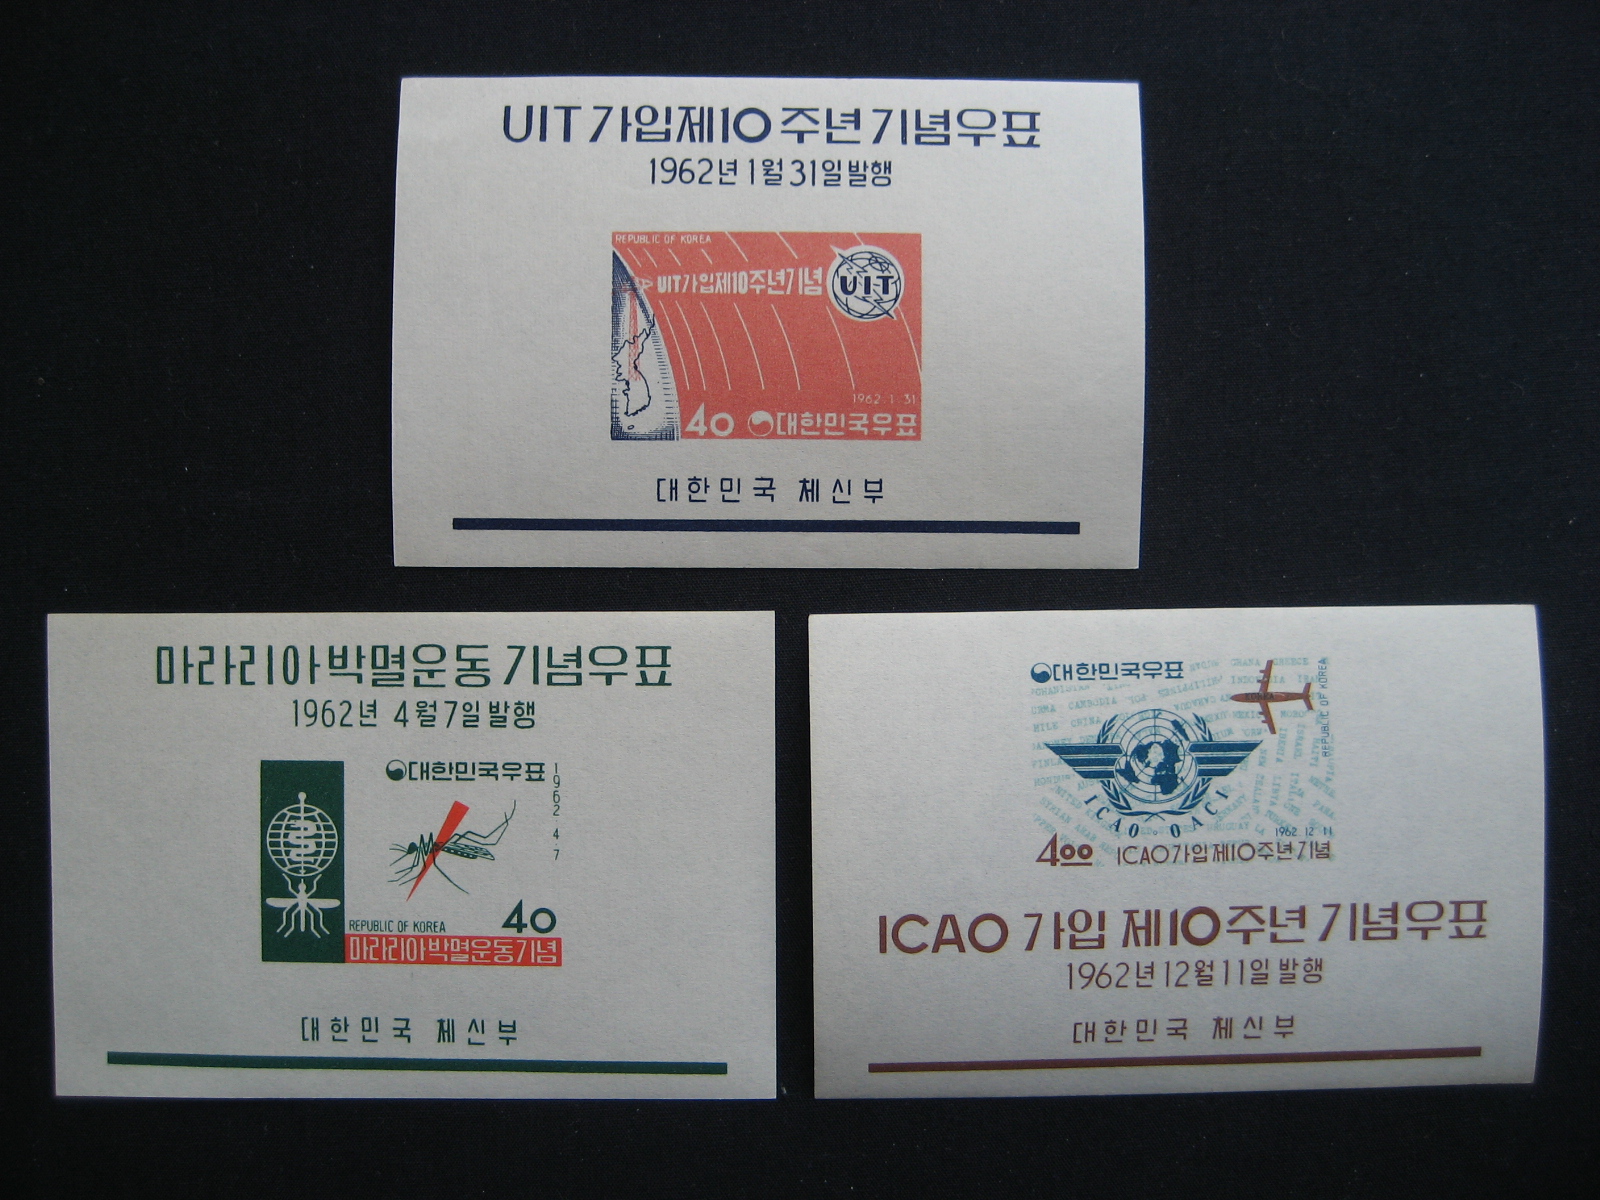 UIT 가입제10주년기념우표
1962년 1월 31일 발행
REPUBLIC OF KOREA
UIT가입제10주년기념
UIT
1962 1 31
40 대한민국우표
대한민국 체신부
마라리아박멸운동 기념우표
1962년 4월 7일 발행
대한민국우표
1962 4 7
REPUBLIC OF KOREA
40
마라리아박멸운동기념
대한민국 체신부
대한민국우표
REPUBLIC OF KOREA
GHANA GREECE
CAMBODIA
CHINA
ICAO OACI
1962 12 11
400 ICAO가입제10주년기념
ICAO 가입 제10주년 기념우표
1962년 12월 11일 발행
대한민국 체신부